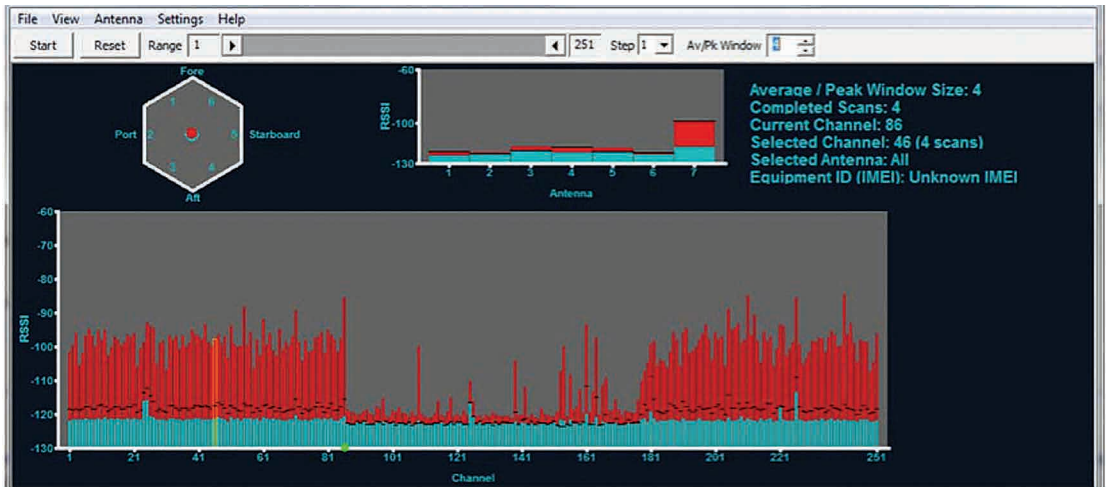 File View Antenna Settings Help
Start Reset Range 1 251 Step 1 Av/Pk Window 4
Fore
1 6
Port 2 5 Starboard
3 4
Aft
-60
RSSI
-100
-130
1 2 3 4 5 6 7
Antenna
Average / Peak Window Size: 4
Completed Scans: 4
Current Channel: 86
Selected Channel: 46 (4 scans)
Selected Antenna: All
Equipment ID (IMEI): Unknown IMEI
-60
-70
-80
-90
RSSI
-100
-110
-120
-130
1 21 41 61 81 101 121 141 161 181 201 221 251
Channel